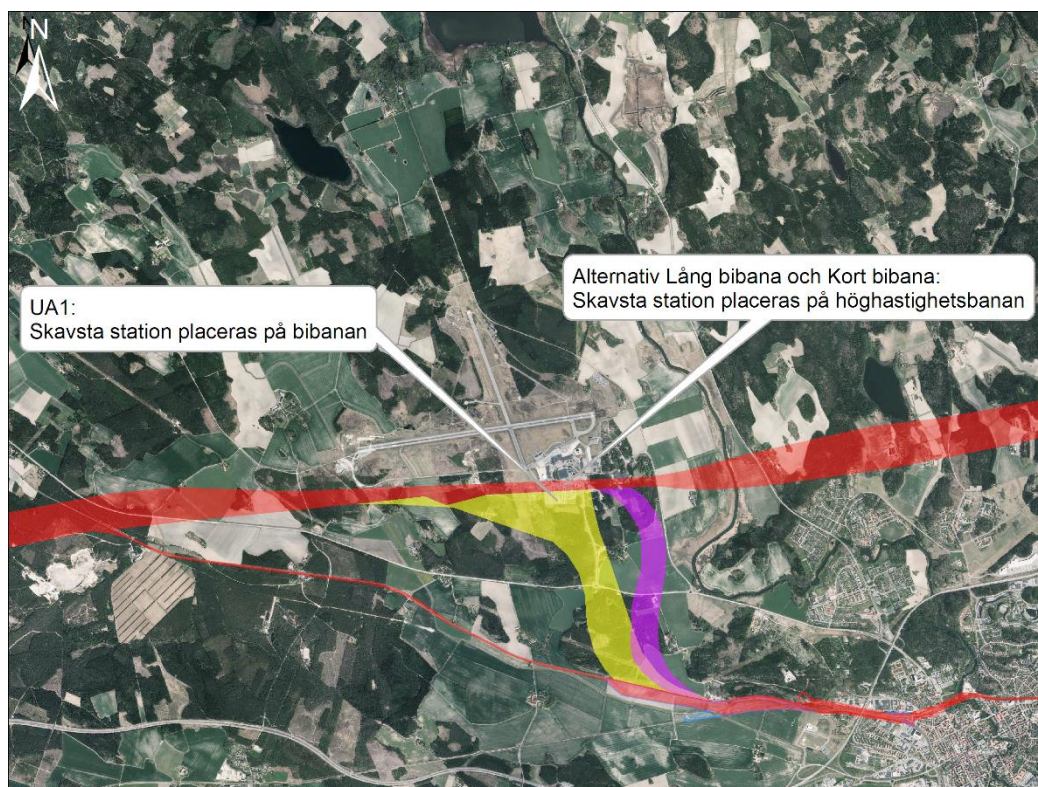 N
UA1:
Skavsta station placeras på bibanan
Alternativ Lång bibana och Kort bibana:
Skavsta station placeras på höghastighetsbanan